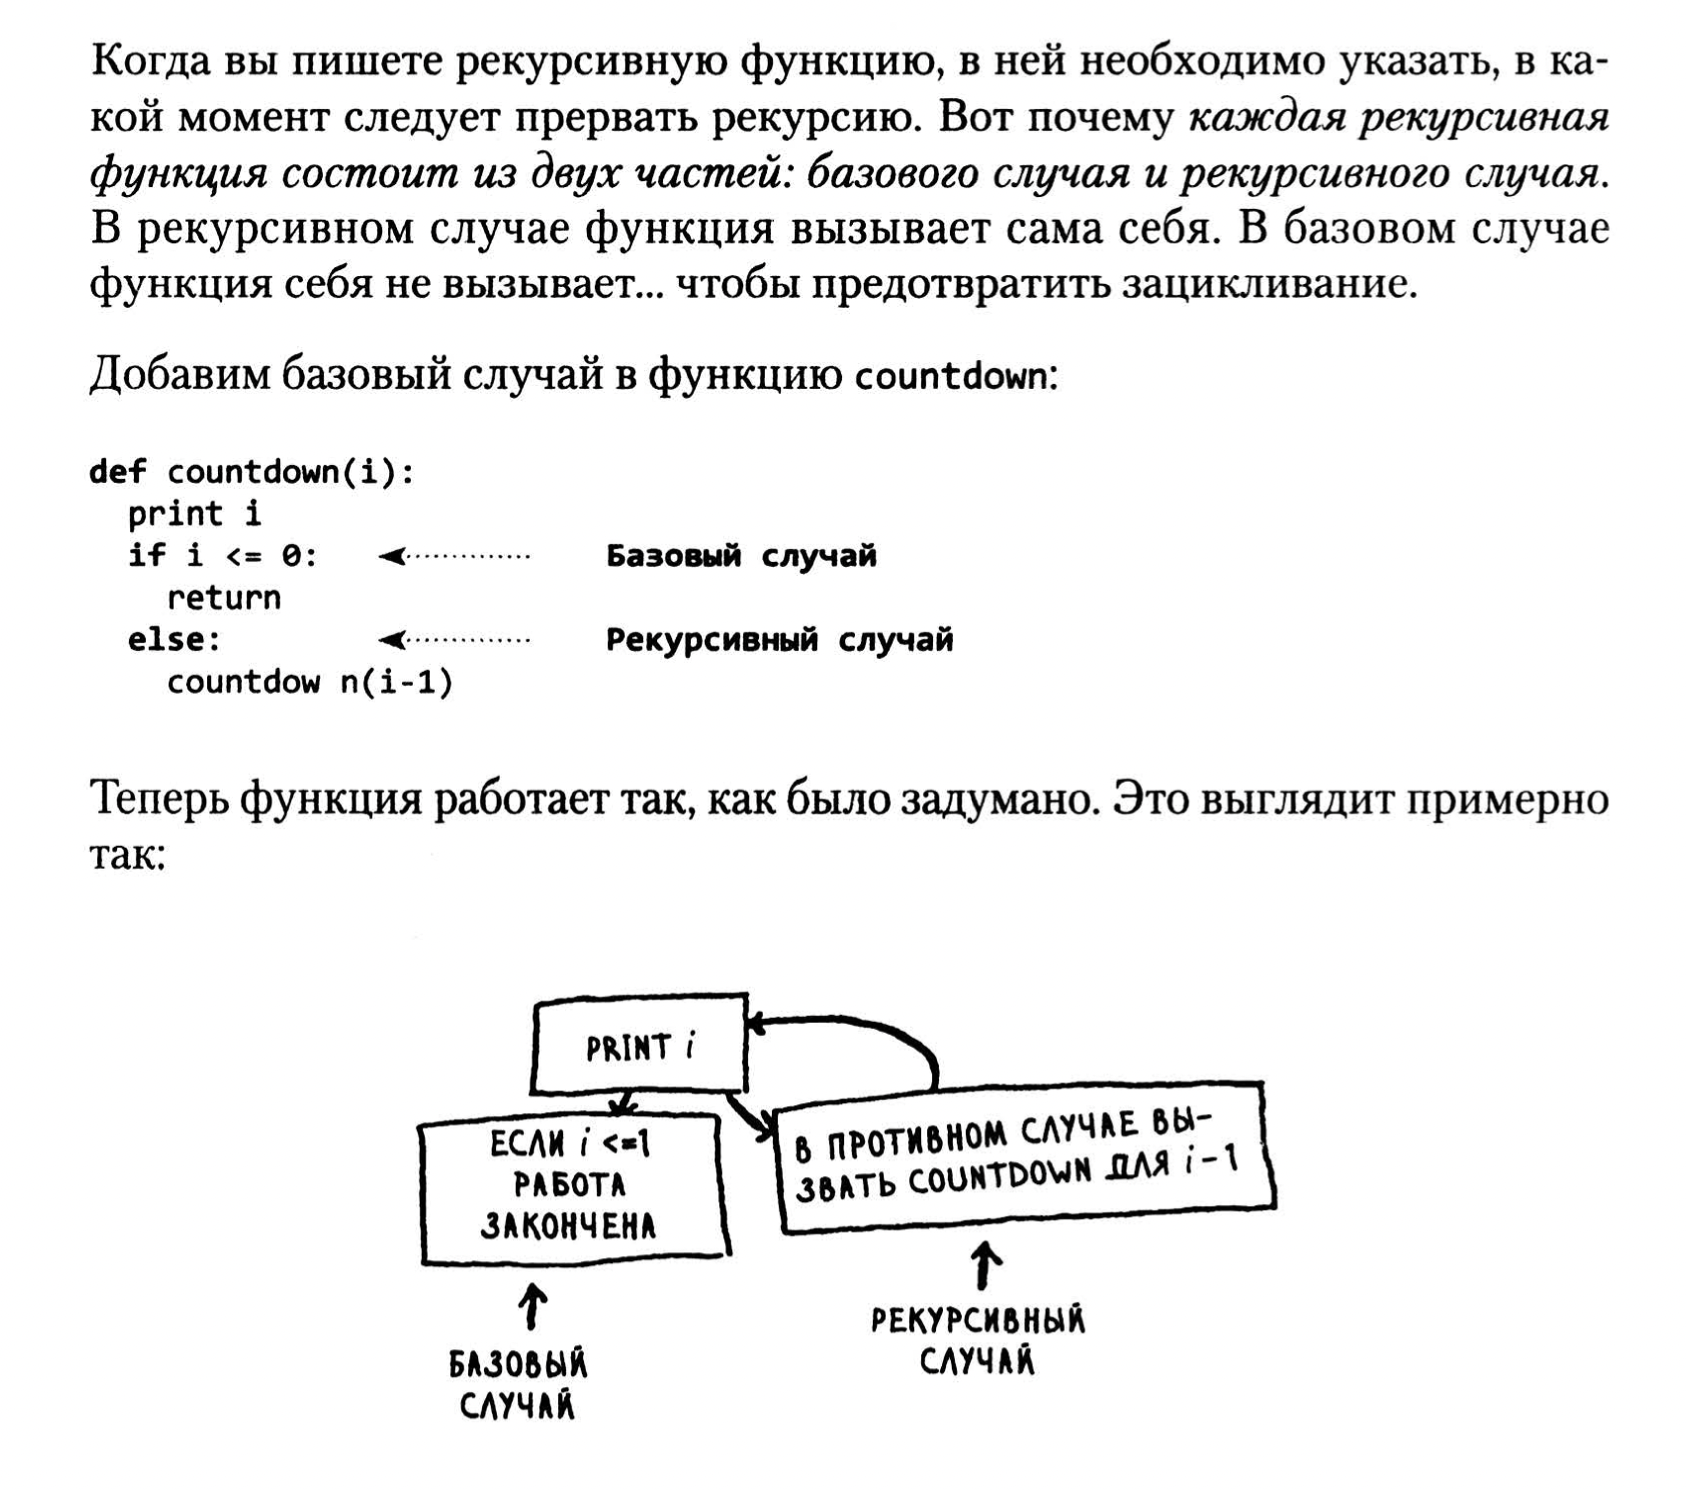 Когда вы пишете рекурсивную функцию, в ней необходимо указать, в ка-
кой момент следует прервать рекурсию. Вот почему каждая рекурсивная
функция состоит из двух частей: базового случая и рекурсивного случая.
В рекурсивном случае функция вызывает сама себя. В базовом случае
функция себя не вызывает... чтобы предотвратить зацикливание.
Добавим базовый случай в функцию countdown:
def countdown(i):
print i
if i <= 0: Базовый случай
return
else: Рекурсивный случай
countdow n(i-1)
Теперь функция работает так, как было задумано. Это выглядит примерно
так:
PRINT i
ЕСЛИ i <=1
РАБОТА
ЗАКОНЧЕНА
В ПРОТИВНОМ СЛУЧАЕ ВЫ-
ЗВАТЬ COUNTDOWN ДЛЯ i-1
БАЗОВЫЙ
СЛУЧАЙ
РЕКУРСИВНЫЙ
СЛУЧАЙ